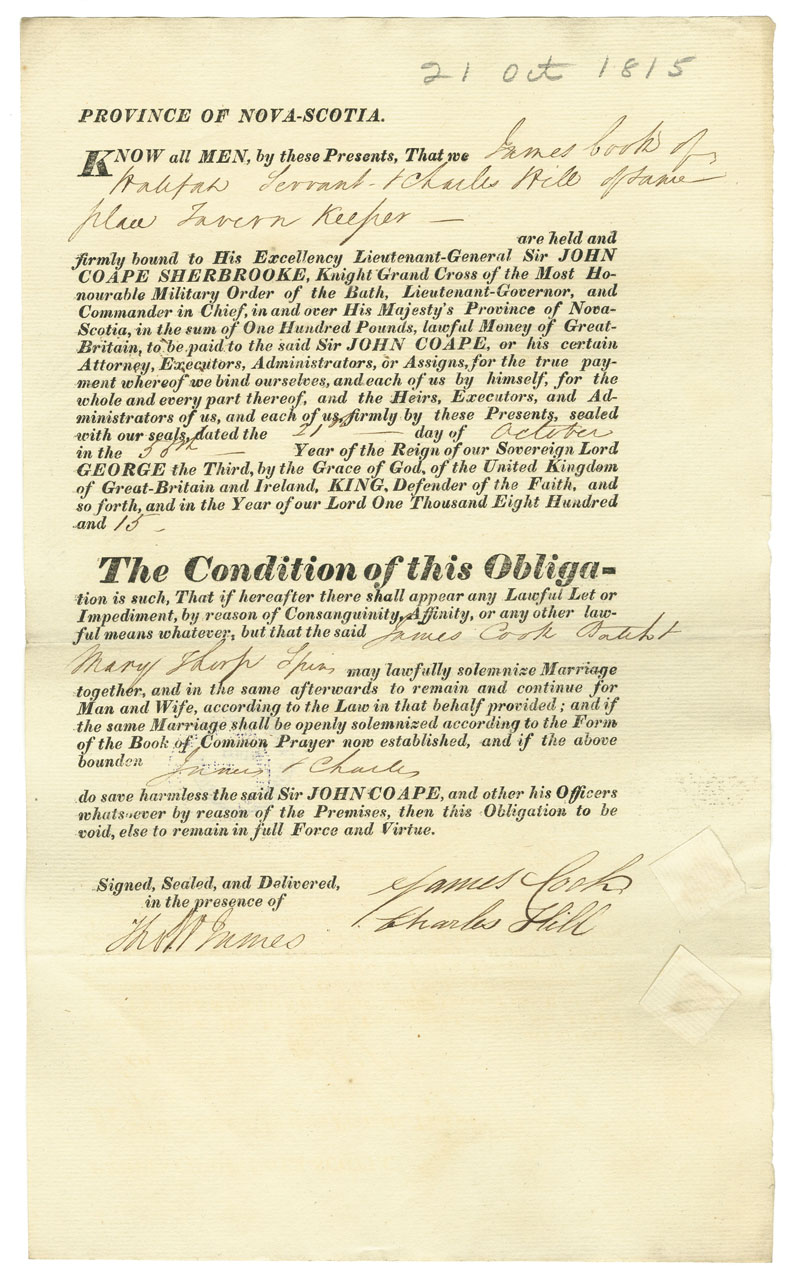 21 Oct 1815
PROVINCE OF NOVA-SCOTIA.
KNOW all MEN, by these Presents, That we James Cook of
Halifax Servant & Charles Hill of same
place Tavern Keeper —
are held and
firmly bound to His Excellency Lieutenant-General Sir JOHN
COAPE SHERBROOKE, Knight Grand Cross of the Most Ho-
nourable Military Order of the Bath, Lieutenant-Governor, and
Commander in Chief, in and over His Majesty's Province of Nova-
Scotia, in the sum of One Hundred Pounds, lawful Money of Great-
Britain, to be paid to the said Sir JOHN COAPE, or his certain
Attorney, Executors, Administrators, or Assigns, for the true pay-
ment whereof we bind ourselves, and each of us by himself, for the
whole and every part thereof, and the Heirs, Executors, and Ad-
ministrators of us, and each of us, firmly by these Presents, sealed
with our seals, dated the 21st — day of October
in the — Year of the Reign of our Sovereign Lord
GEORGE the Third, by the Grace of God, of the United Kingdom
of Great-Britain and Ireland, KING, Defender of the Faith, and
so forth, and in the Year of our Lord One Thousand Eight Hundred
and 15
The Condition of this Obliga-
tion is such, That if hereafter there shall appear any Lawful Let or
Impediment, by reason of Consanguinity, Affinity, or any other law-
ful means whatever, but that the said James Cook Batch &
Mary Thorp Spinr may lawfully solemnize Marriage
together, and in the same afterwards to remain and continue for
Man and Wife, according to the Law in that behalf provided; and if
the same Marriage shall be openly solemnized according to the Form
of the Book of Common Prayer now established, and if the above
bounden James & Charles
do save harmless the said Sir JOHN COAPE, and other his Officers
whatsoever by reason of the Premises, then this Obligation to be
void, else to remain in full Force and Virtue.
Signed, Sealed, and Delivered,
in the presence of
James Cook
Charles Hill
James